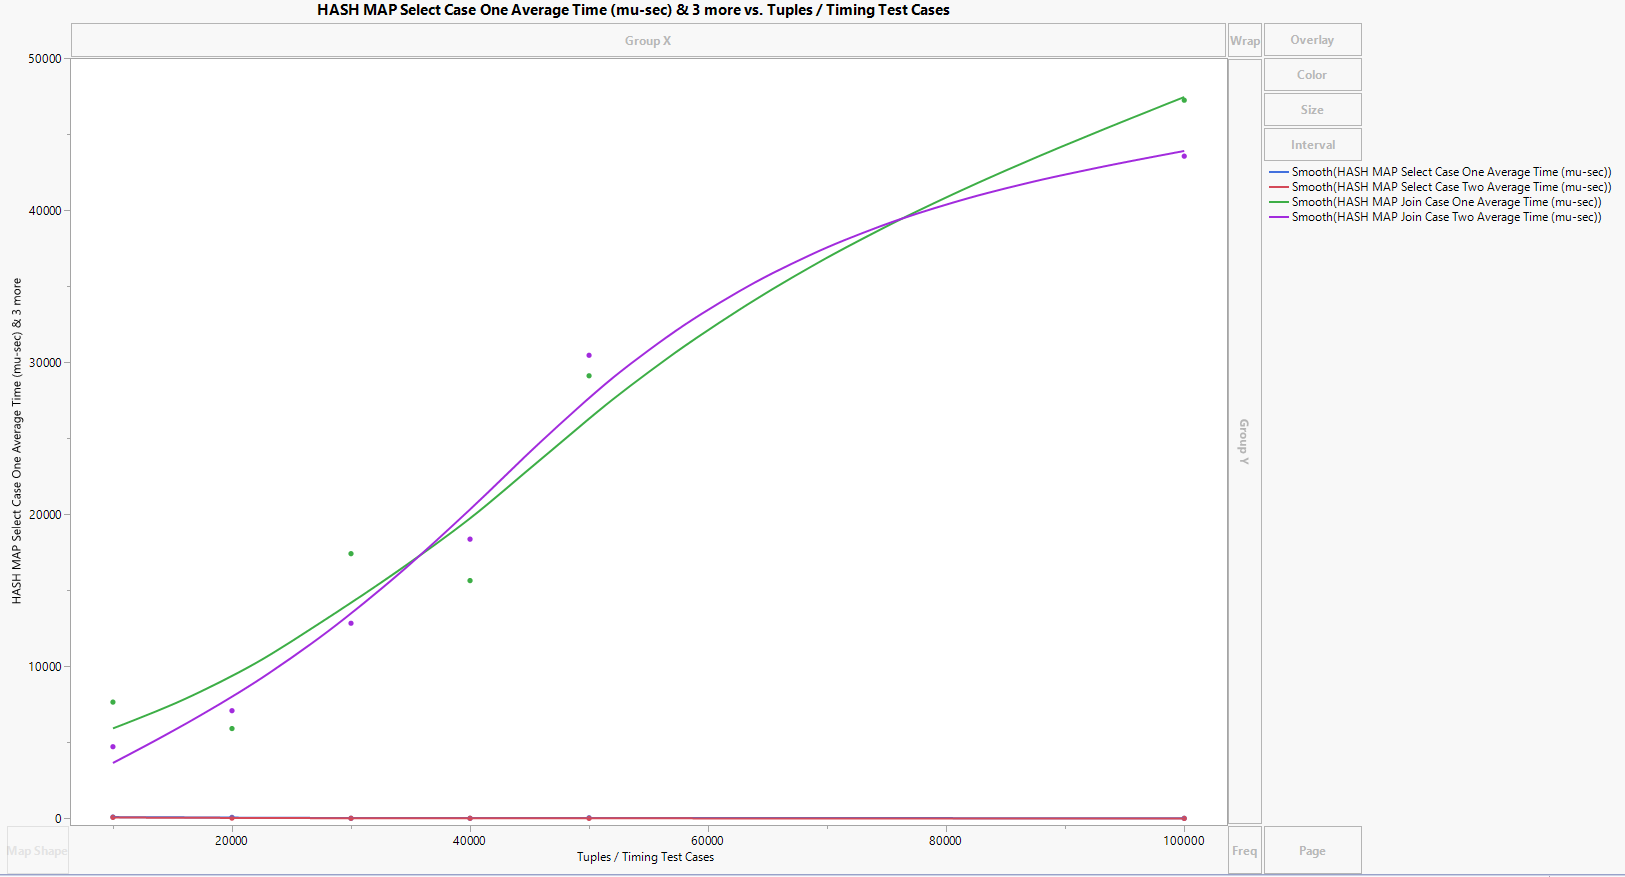 HASH MAP Select Case One Average Time (mu-sec) & 3 more vs. Tuples / Timing Test Cases
Group X
Wrap
Overlay
Color
Size
Interval
Smooth(HASH MAP Select Case One Average Time (mu-sec))
Smooth(HASH MAP Select Case Two Average Time (mu-sec))
Smooth(HASH MAP Join Case One Average Time (mu-sec))
Smooth(HASH MAP Join Case Two Average Time (mu-sec))
HASH MAP Select Case One Average Time (mu-sec) & 3 more
50000
40000
30000
20000
10000
0
Group Y
20000
40000
60000
80000
100000
Tuples / Timing Test Cases
Map Shape
Freq
Page